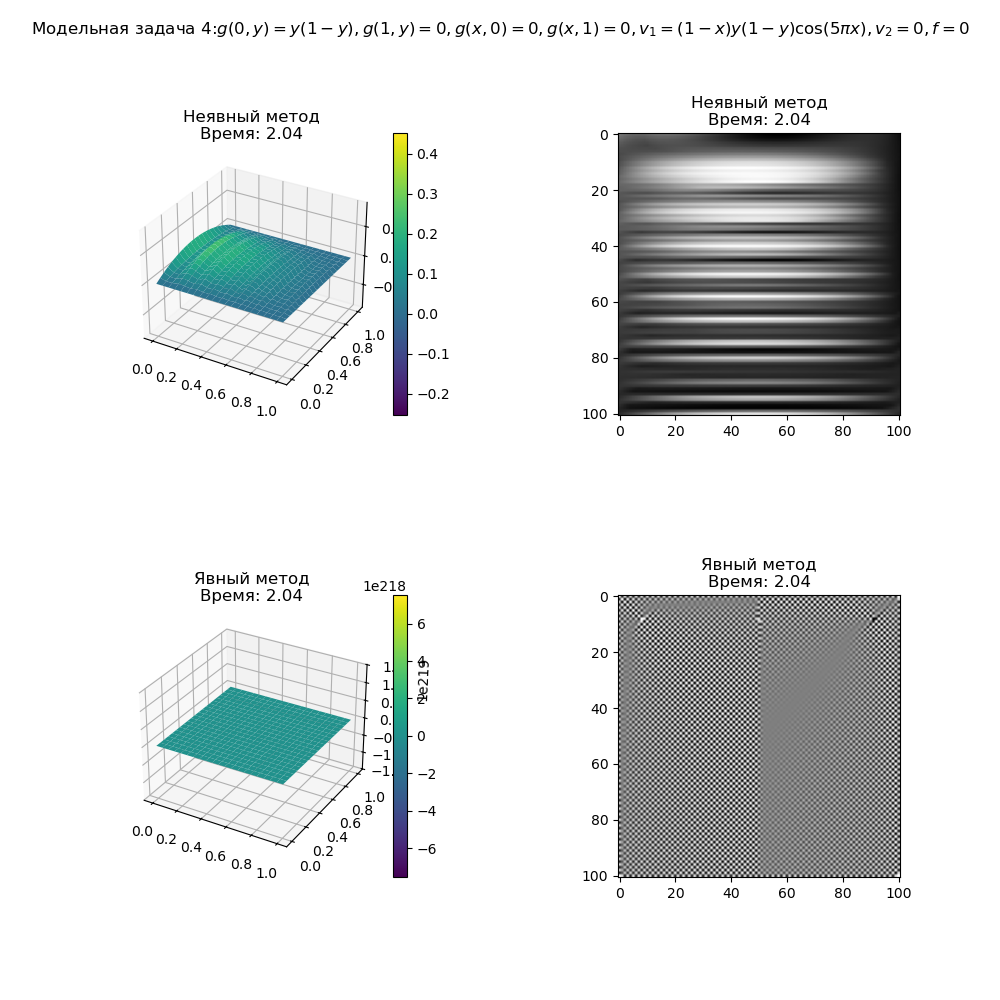 Модельная задача 4:g(0, y) = y(1 − y), g(1, y) = 0, g(x, 0) = 0, g(x, 1) = 0, v₁ = (1 − x)y(1 − y)cos(5πx), v₂ = 0, f = 0
Неявный метод
Время: 2.04
0.4
0.3
0.2
0.1
0.0
−0.1
−0.2
0.0 0.2 0.4 0.6 0.8 1.0
0.0 0.2 0.4 0.6 0.8 1.0
Неявный метод
Время: 2.04
0
20
40
60
80
100
0 20 40 60 80 100
Явный метод
Время: 2.04
1e218
6
4
2
0
−2
−4
−6
1e219
0.0 0.2 0.4 0.6 0.8 1.0
0.0 0.2 0.4 0.6 0.8 1.0
Явный метод
Время: 2.04
0
20
40
60
80
100
0 20 40 60 80 100